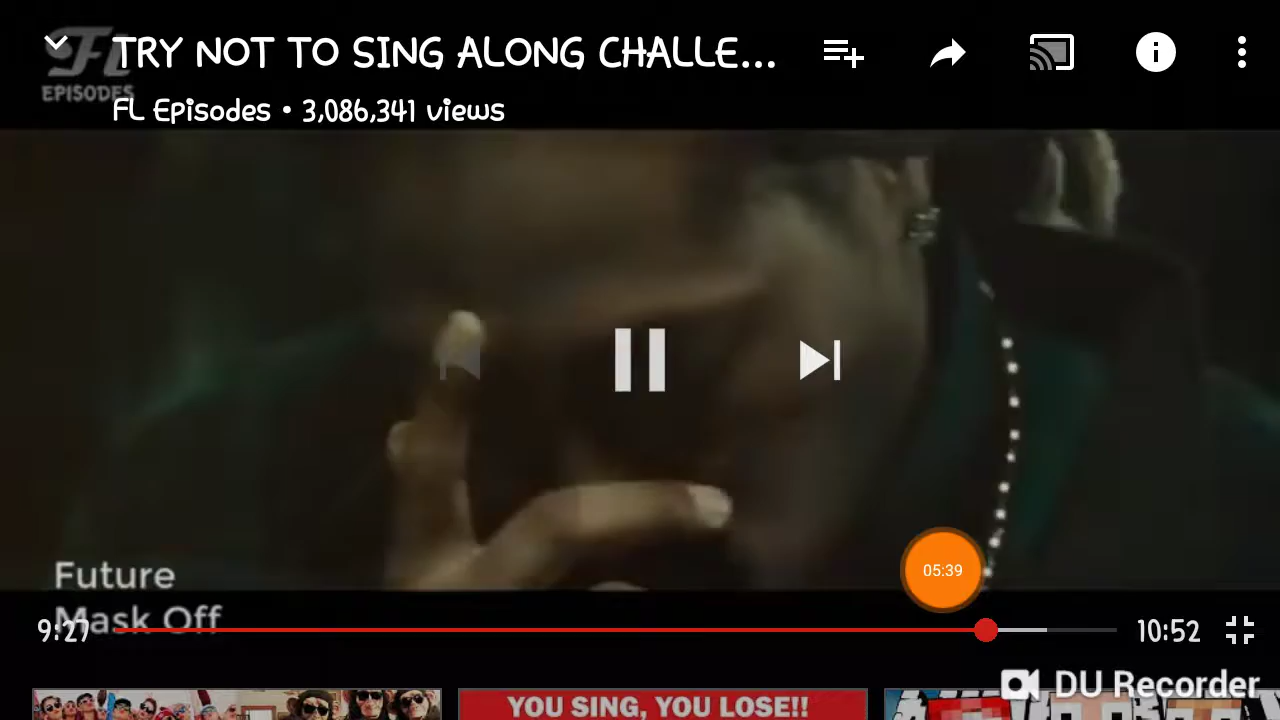 FL
EPISODES
TRY NOT TO SING ALONG CHALLE...
FL Episodes • 3,086,341 views
05:39
Future
Mask Off
9:27
10:52
DU Recorder
YOU SING, YOU LOSE!!